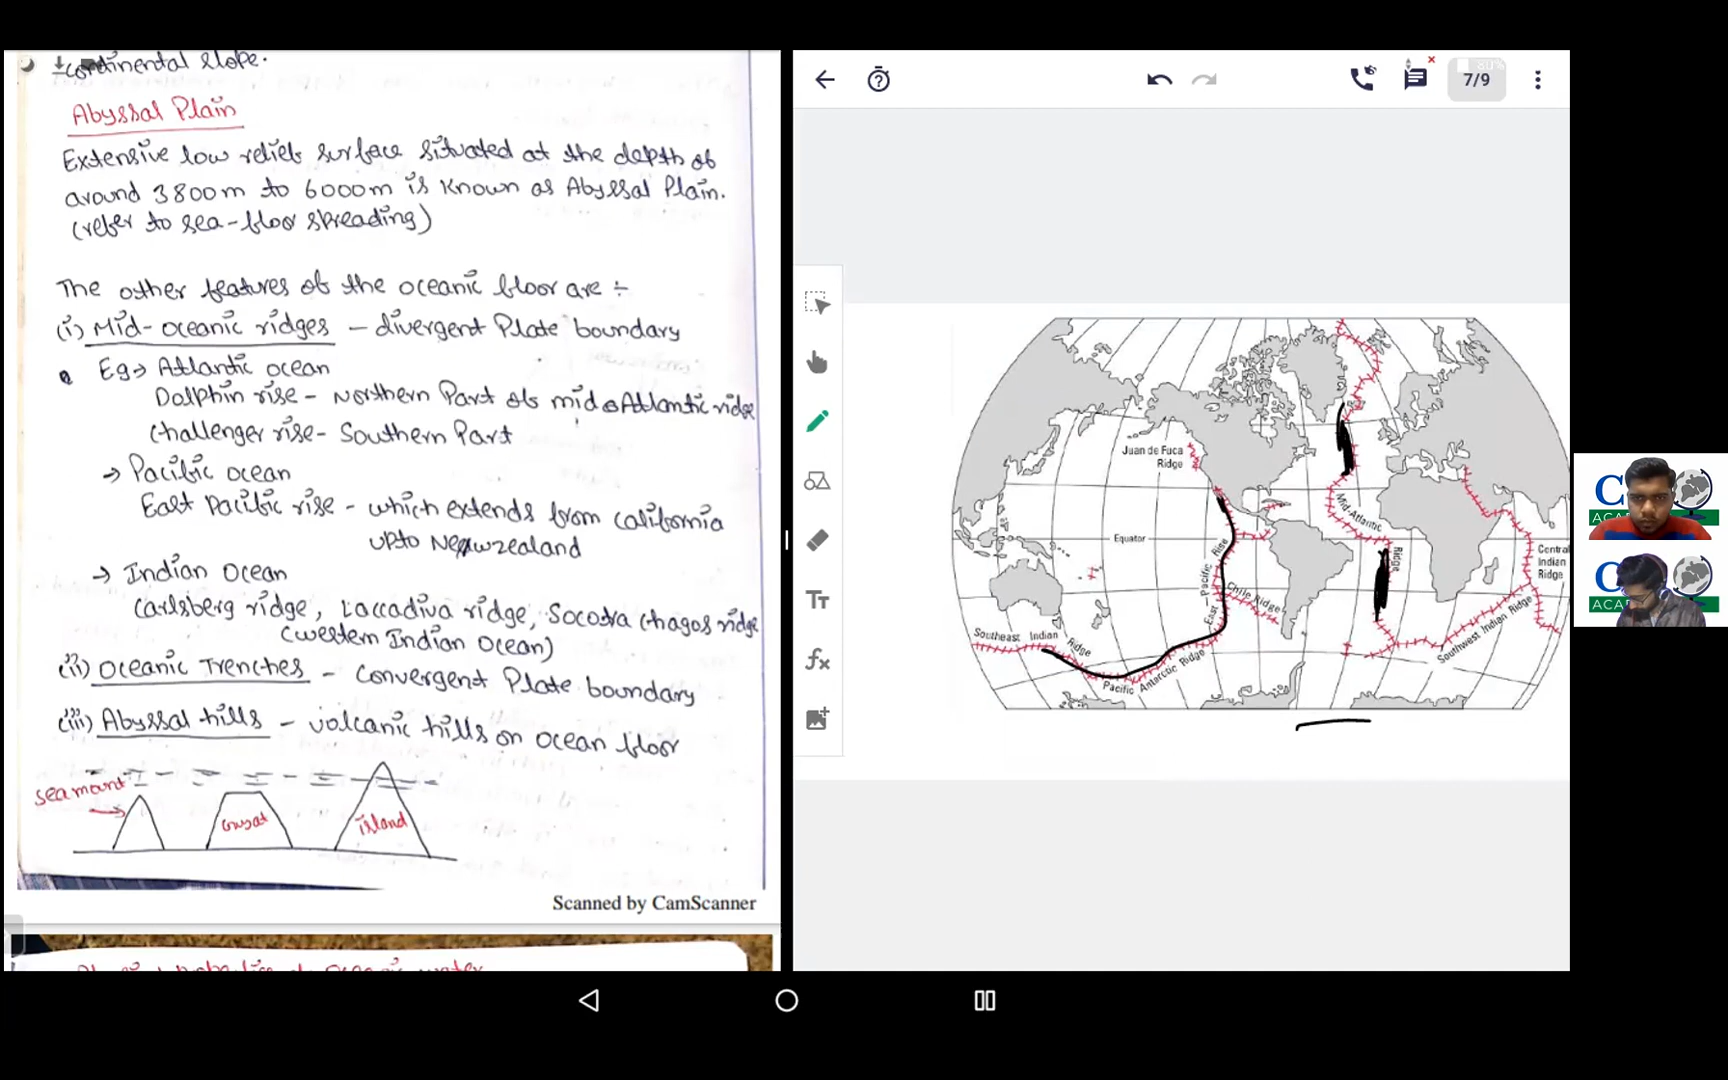 continental slope.
Abyssal Plain
Extensive low relief surface situated at the depth of
around 3800m to 6000m is known as Abyssal Plain.
(refer to sea-floor spreading)
The other features of the oceanic floor are ÷
(i) Mid-oceanic ridges - divergent Plate boundary
Eg→ Atlantic ocean
Dolphin rise - Northern Part of mid Atlantic ridge
Challenger rise - Southern Part
→ Pacific ocean
East Pacific rise - which extends from California
upto Newzealand
→ Indian Ocean
Carlsberg ridge, Laccadiva ridge, Socotra chagos ridge
(western Indian Ocean)
(ii) Oceanic Trenches - Convergent Plate boundary
(iii) Abyssal hills - volcanic hills on ocean floor
seamount
island
Scanned by CamScanner
80%
7/9
Tт
fx
Juan de Fuca
Ridge
Mid-Atlantic
Ridge
Equator
East - Pacific Rise
Chile Ridge
Central
Indian
Ridge
Southeast Indian
Ridge
Pacific Antarctic Ridge
Southwest Indian Ridge
C
ACA
C
ACA